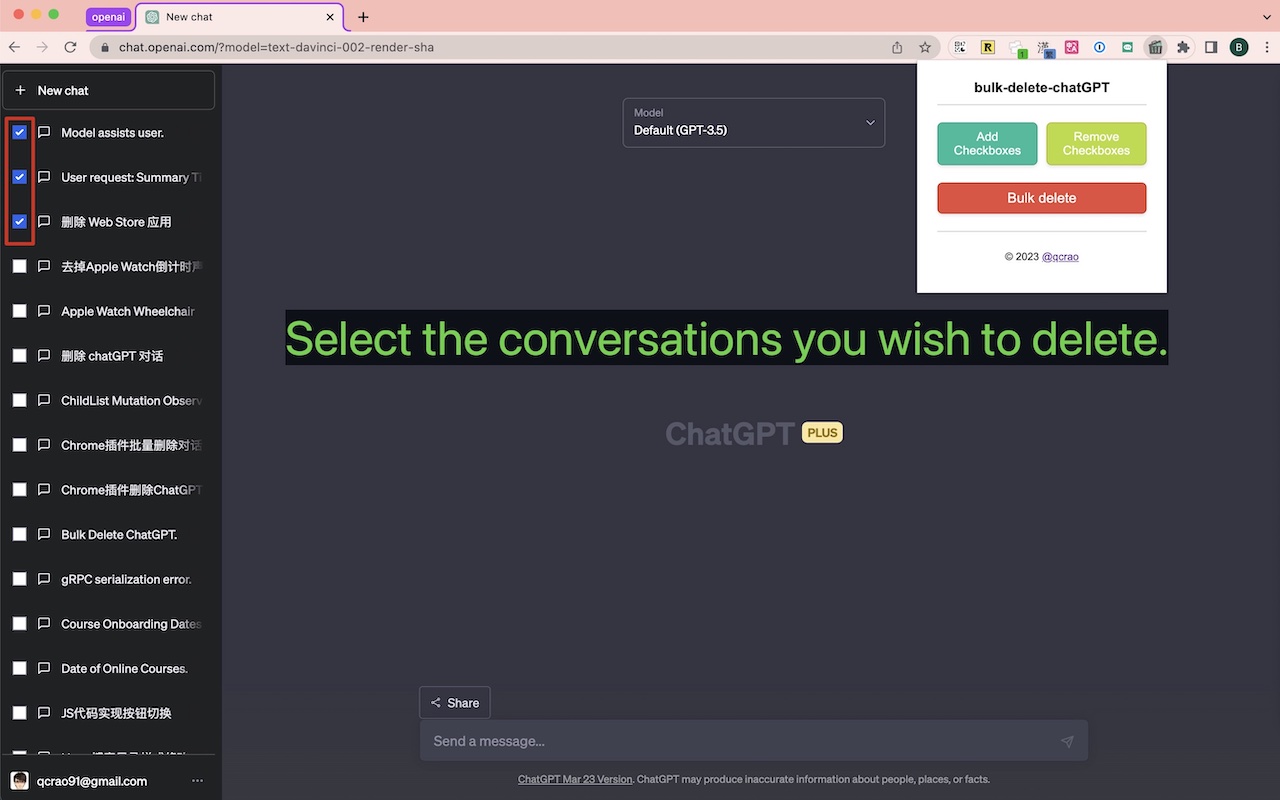 openai
New chat
chat.openai.com/?model=text-davinci-002-render-sha
R
1
B
New chat
Model assists user.
User request: Summary
删除 Web Store 应用
去掉Apple Watch倒计时
Apple Watch Wheelchair
删除 chatGPT 对话
ChildList Mutation Observ
Chrome插件批量删除对话
Chrome插件删除ChatGPT
Bulk Delete ChatGPT.
gRPC serialization error.
Course Onboarding Dates
Date of Online Courses.
JS代码实现按钮切换
qcrao91@gmail.com
Model
Default (GPT-3.5)
bulk-delete-chatGPT
Add
Checkboxes
Remove
Checkboxes
Bulk delete
© 2023 @qcrao
Select the conversations you wish to delete.
ChatGPT PLUS
Share
Send a message...
ChatGPT Mar 23 Version. ChatGPT may produce inaccurate information about people, places, or facts.